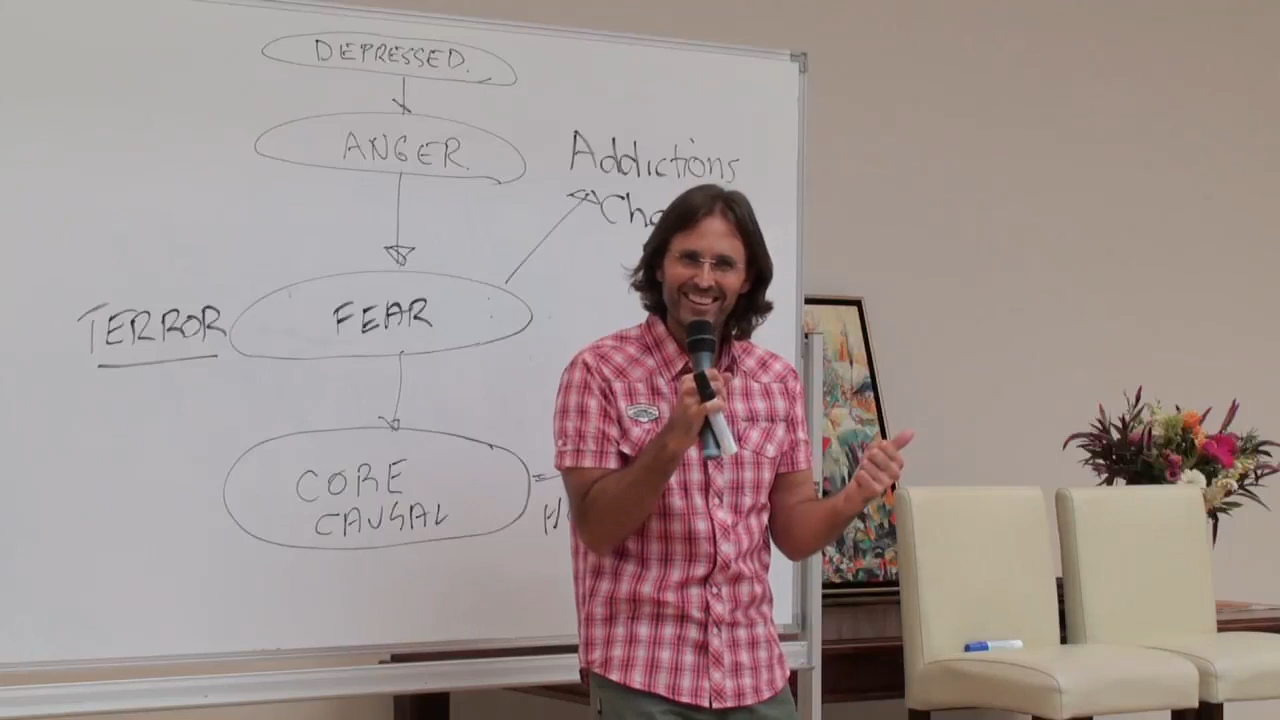 DEPRESSED.
ANGER
Addictions
TERROR
FEAR
CORE
CAUSAL